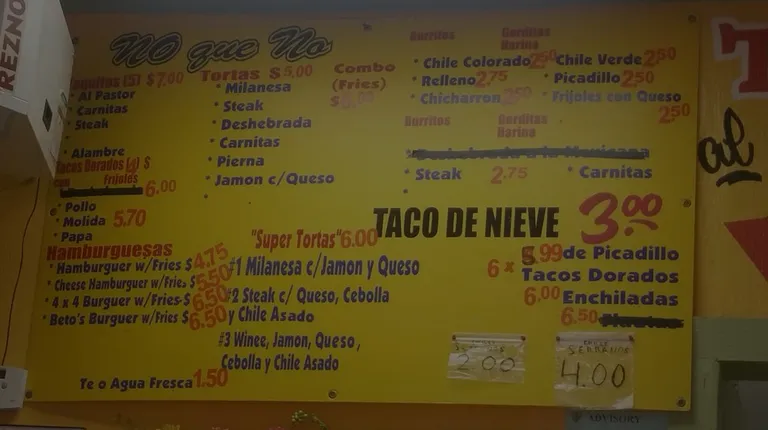 NO que No
Taquitos (5) $7.00
Al Pastor
Carnitas
Steak
Alambre
Tacos Dorados (4) $
con frijoles
6.00
Pollo
Molida 5.70
Papa
Hamburguesas
Hamburguer w/Fries $4.75
Cheese Hamburguer w/Fries $5.50
4 x 4 Burguer w/Fries $6.50
Beto's Burguer w/Fries $6.50
Te o Agua Fresca 1.50
Tortas $5.00
Milanesa
Steak
Deshebrada
Carnitas
Pierna
Jamon c/Queso
Combo
(Fries)
"Super Tortas" 6.00
#1 Milanesa c/Jamon y Queso
#2 Steak c/ Queso, Cebolla
y Chile Asado
#3 Winee, Jamon, Queso,
Cebolla y Chile Asado
Burritos Gorditas
Harina
Chile Colorado 2.50 Chile Verde 2.50
Relleno 2.75 Picadillo 2.50
Chicharron 2.50 Frijoles con Queso
2.50
Burritos Gorditas
Harina
Steak 2.75 Carnitas
TACO DE NIEVE 3.00
6 x 5.99 de Picadillo
Tacos Dorados
6.00 Enchiladas
6.50
2.00
SERRANOS
4.00
ADVISORY
REZNO
al